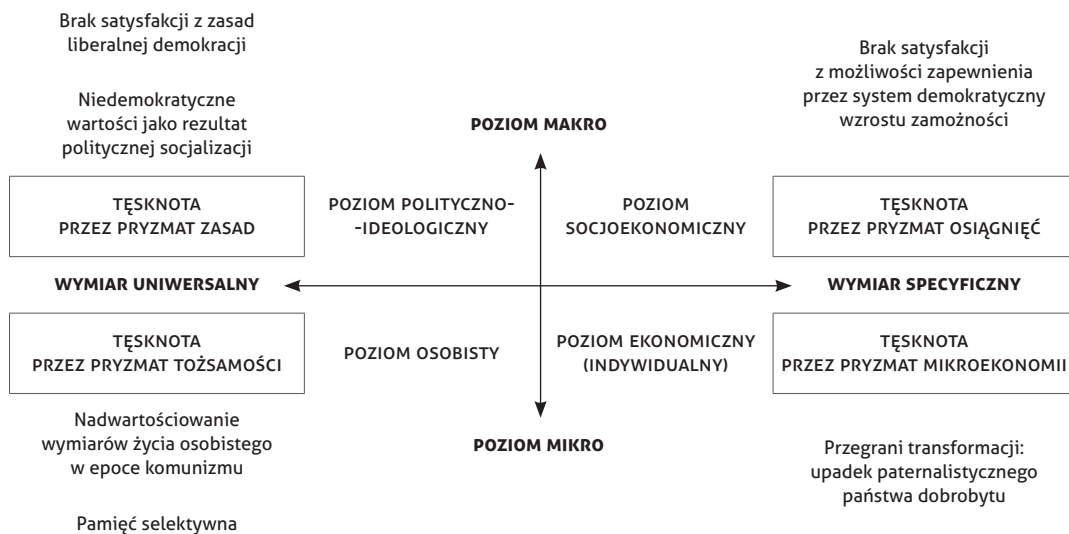 Brak satysfakcji z zasad
liberalnej demokracji
Niedemokratyczne
wartości jako rezultat
politycznej socjalizacji
POZIOM MAKRO
Brak satysfakcji
z możliwości zapewnienia
przez system demokratyczny
wzrostu zamożności
TĘSKNOTA
PRZEZ PRYZMAT ZASAD
POZIOM POLITYCZNO-
-IDEOLOGICZNY
POZIOM
SOCJOEKONOMICZNY
TĘSKNOTA
PRZEZ PRYZMAT OSIĄGNIĘĆ
WYMIAR UNIWERSALNY
WYMIAR SPECYFICZNY
TĘSKNOTA
PRZEZ PRYZMAT TOŻSAMOŚCI
POZIOM OSOBISTY
POZIOM EKONOMICZNY
(INDYWIDUALNY)
TĘSKNOTA
PRZEZ PRYZMAT MIKROEKONOMII
Nadwartościowanie
wymiarów życia osobistego
w epoce komunizmu
Pamięć selektywna
POZIOM MIKRO
Przegrani transformacji:
upadek paternalistycznego
państwa dobrobytu